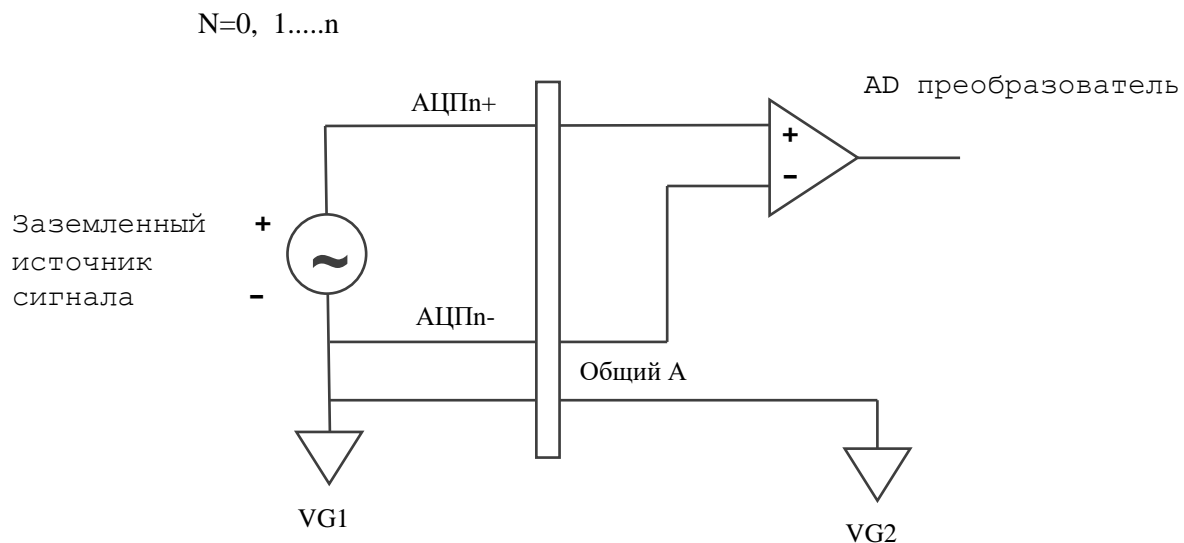 N=0, 1.....n
AD преобразователь
АЦПn+
+
−
Заземленный
источник
сигнала
+
~
−
АЦПn-
Общий А
VG1
VG2